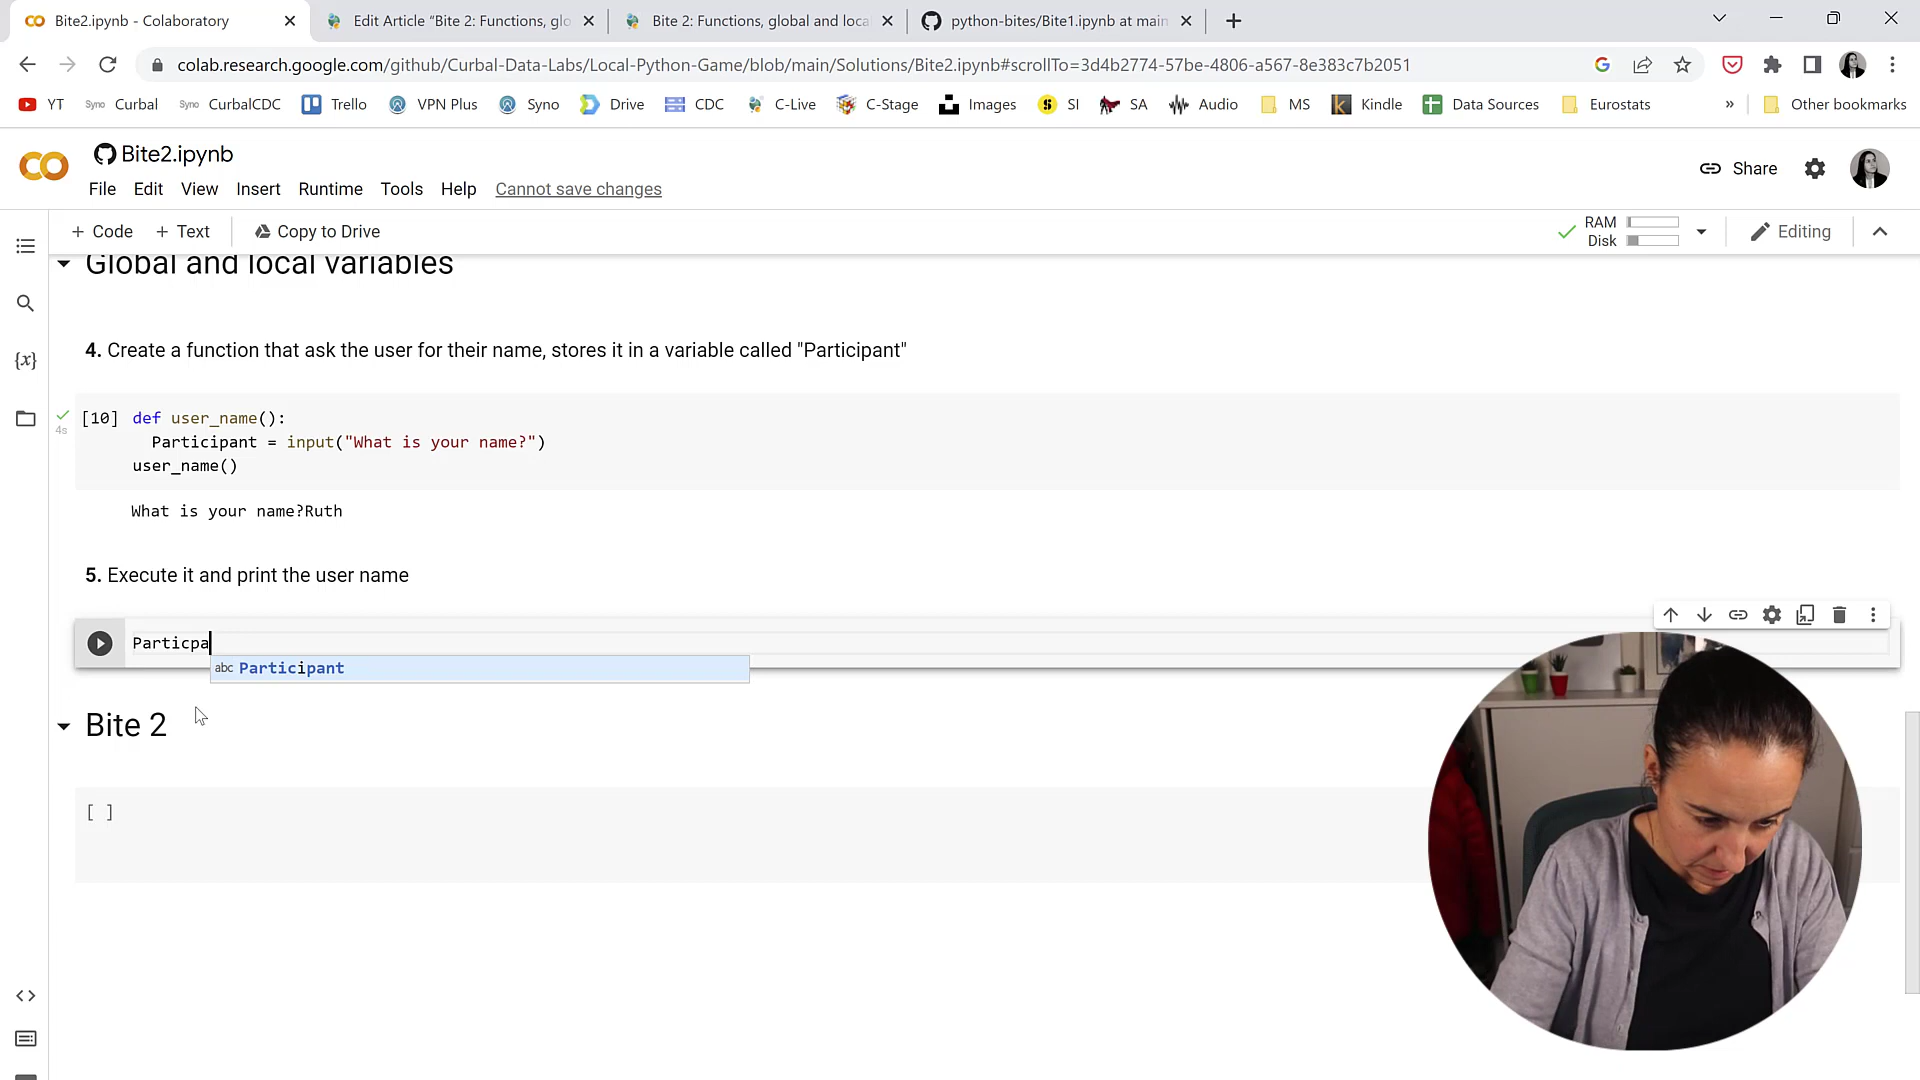 Bite2.ipynb - Colaboratory
Edit Article "Bite 2: Functions, glo
Bite 2: Functions, global and loca
python-bites/Bite1.ipynb at main
colab.research.google.com/github/Curbal-Data-Labs/Local-Python-Game/blob/main/Solutions/Bite2.ipynb#scrollTo=3d4b2774-57be-4806-a567-8e383c7b2051
YT Syno Curbal Syno CurbalCDC Trello VPN Plus Syno Drive CDC C-Live C-Stage Images SI SA Audio MS Kindle Data Sources Eurostats » Other bookmarks
Bite2.ipynb
Share
File Edit View Insert Runtime Tools Help Cannot save changes
+ Code + Text Copy to Drive
RAM
Disk
Editing
Global and local variables
4. Create a function that ask the user for their name, stores it in a variable called "Participant"
[10] def user_name():
4s
Participant = input("What is your name?")
user_name()
What is your name?Ruth
5. Execute it and print the user name
Particpa
abc Participant
Bite 2
[ ]